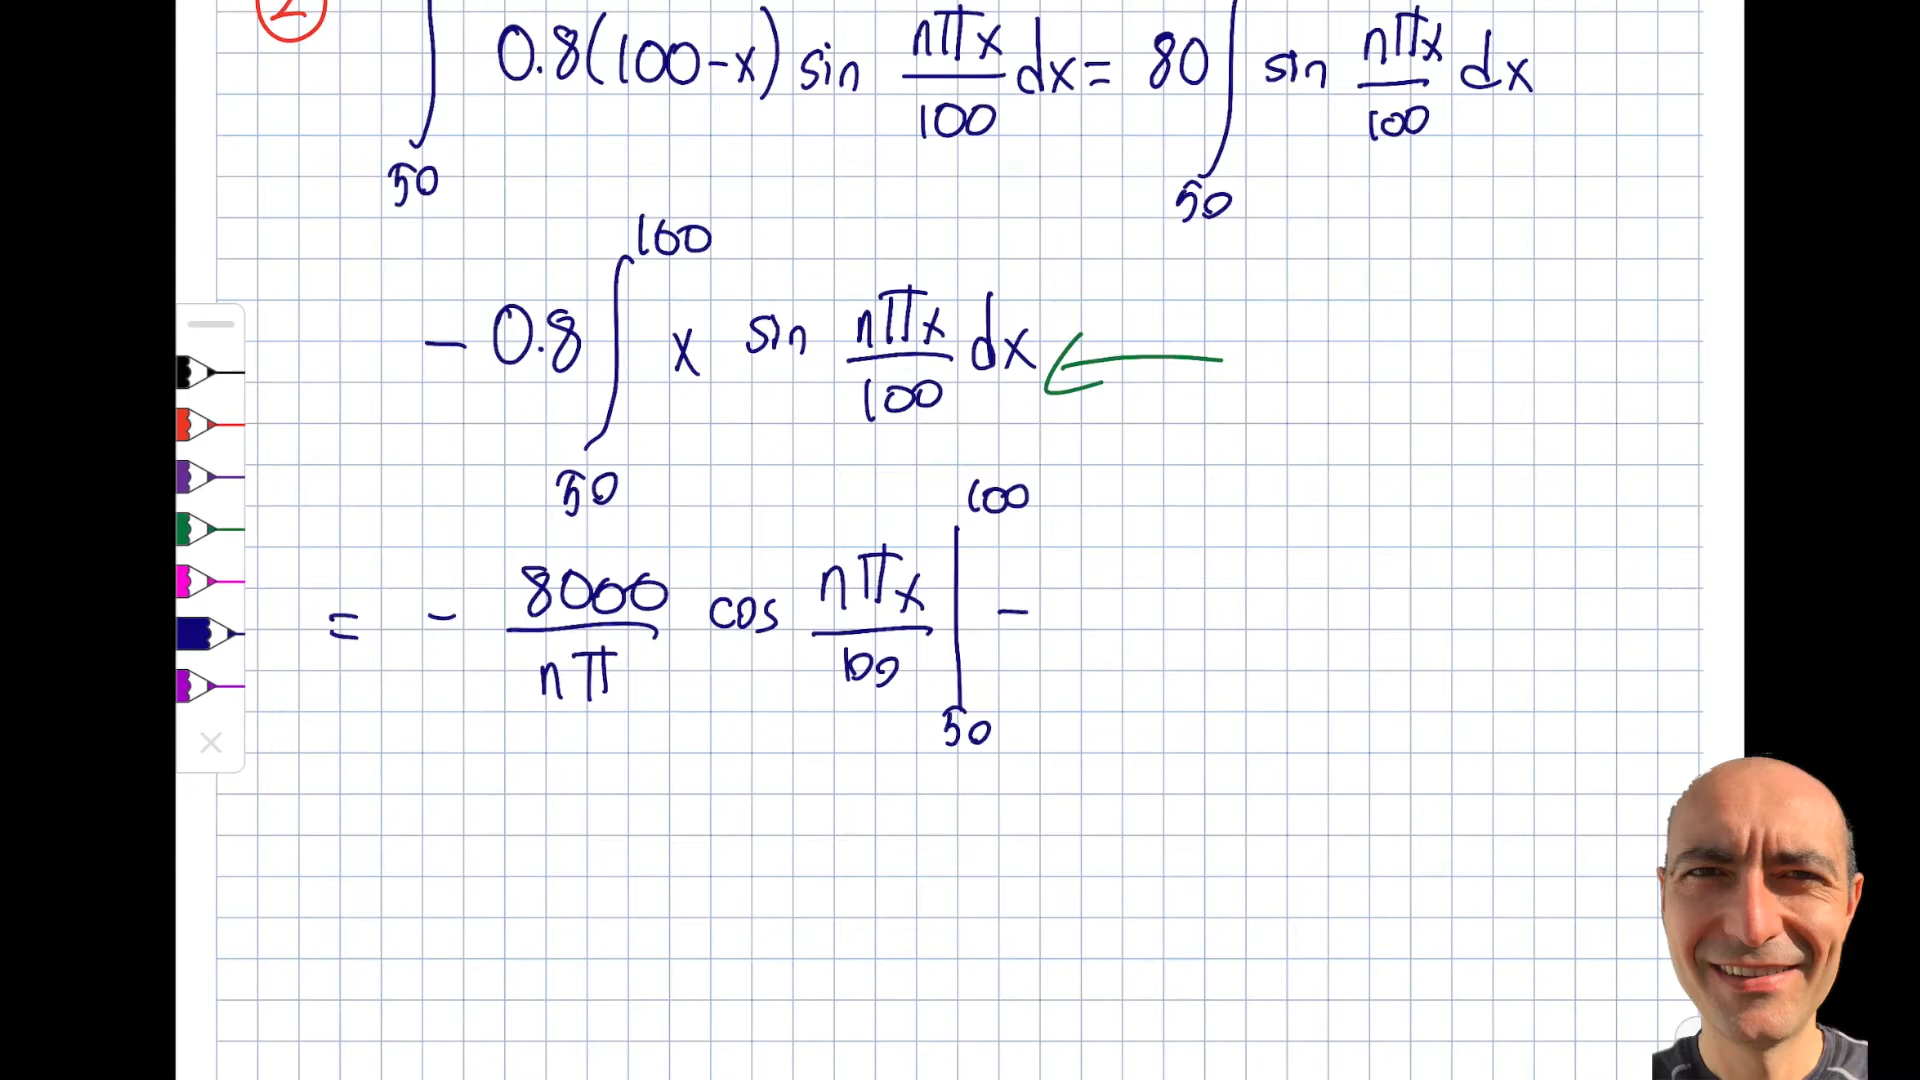 2
∫ 0.8(100-x) sin nπx/100 dx = 80 ∫ sin nπx/100 dx
50 50
100
- 0.8 ∫ x sin nπx/100 dx
50
100
= - 8000/nπ cos nπx/100 | -
50